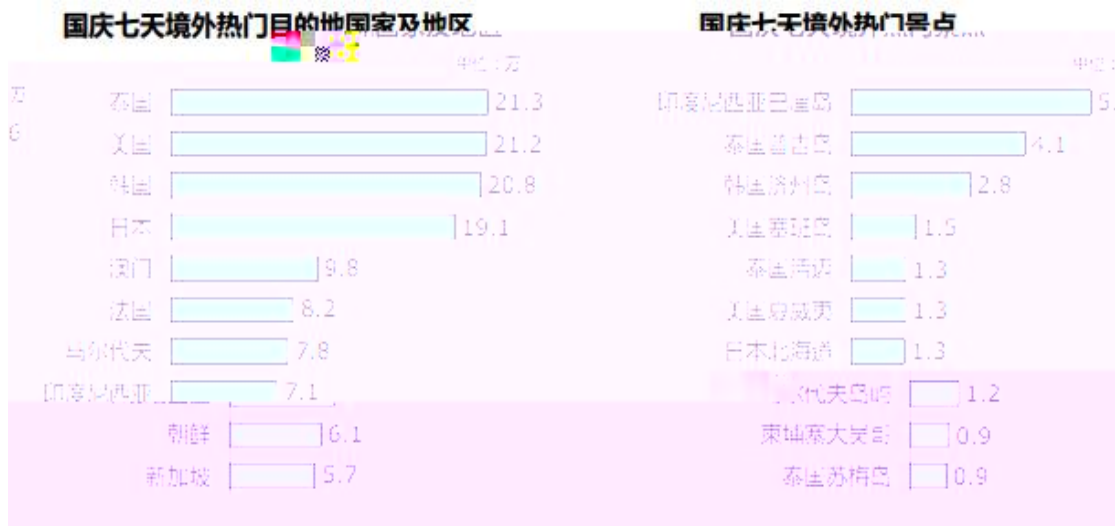 国庆七天境外热门目的地国家及地区
单位：万
万
6
泰国 21.3
美国 21.2
韩国 20.8
日本 19.1
澳门 9.8
法国 8.2
马尔代夫 7.8
印度尼西亚 7.1
朝鲜 6.1
新加坡 5.7
国庆七天境外热门景点
单位：
印度尼西亚巴厘岛 5.
泰国普吉岛 4.1
韩国济州岛 2.8
美国塞班岛 1.5
泰国清迈 1.3
美国夏威夷 1.3
日本北海道 1.3
代夫岛屿 1.2
柬埔寨大吴哥 0.9
泰国苏梅岛 0.9